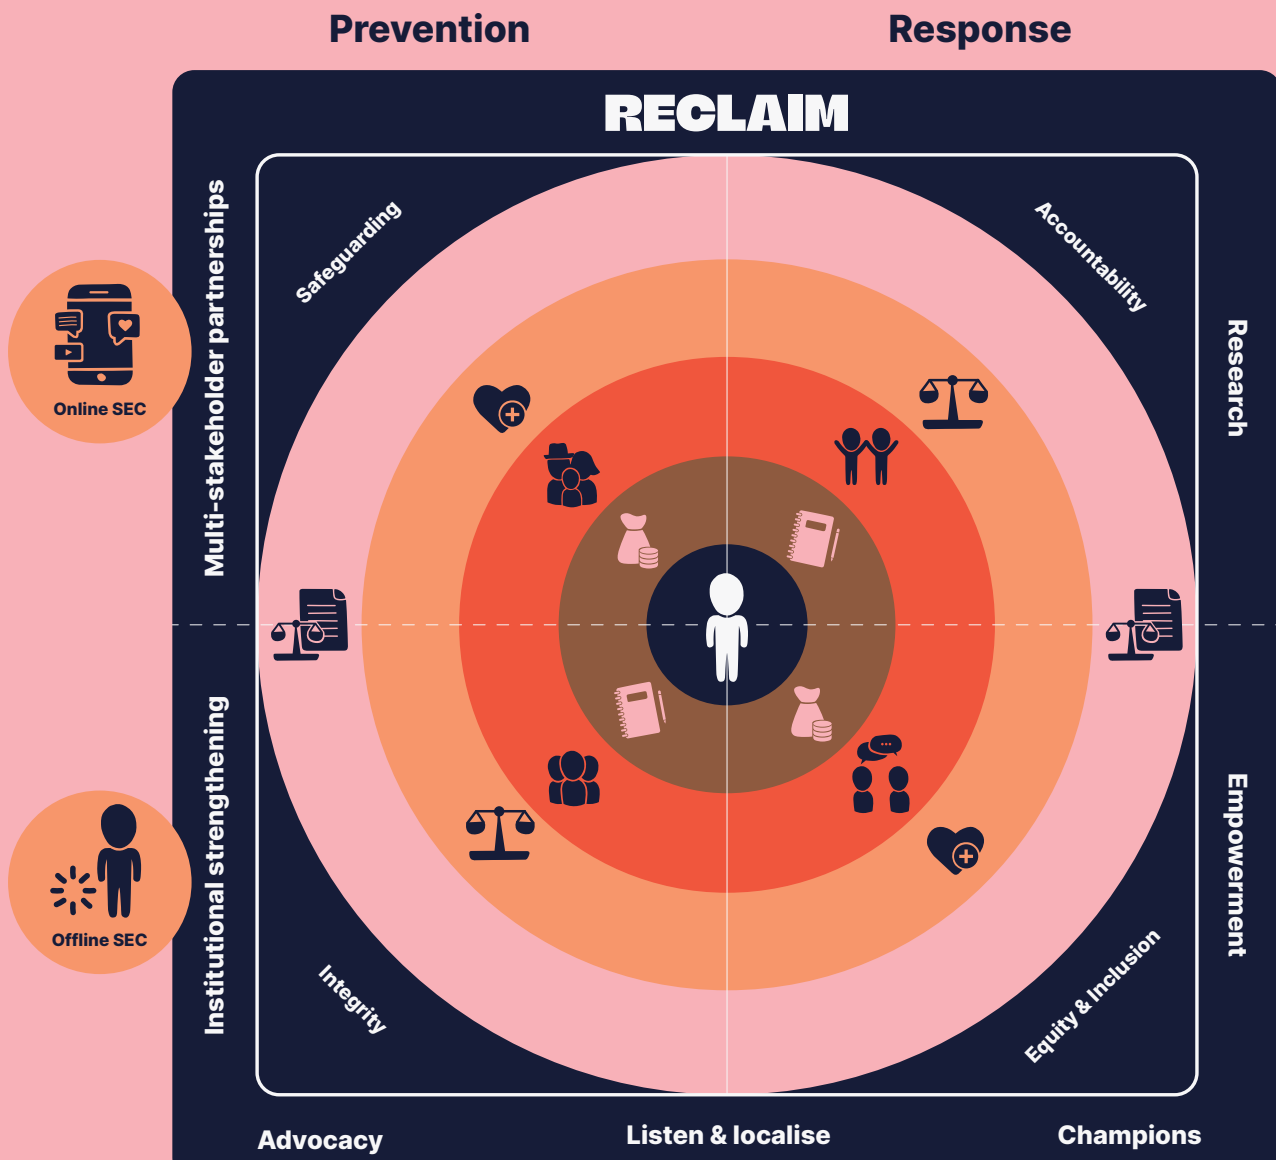 Prevention
Response
RECLAIM
Multi-stakeholder partnerships
Safeguarding
Accountability
Research
Online SEC
Institutional strengthening
Empowerment
Offline SEC
Integrity
Equity & Inclusion
Advocacy
Listen & localise
Champions